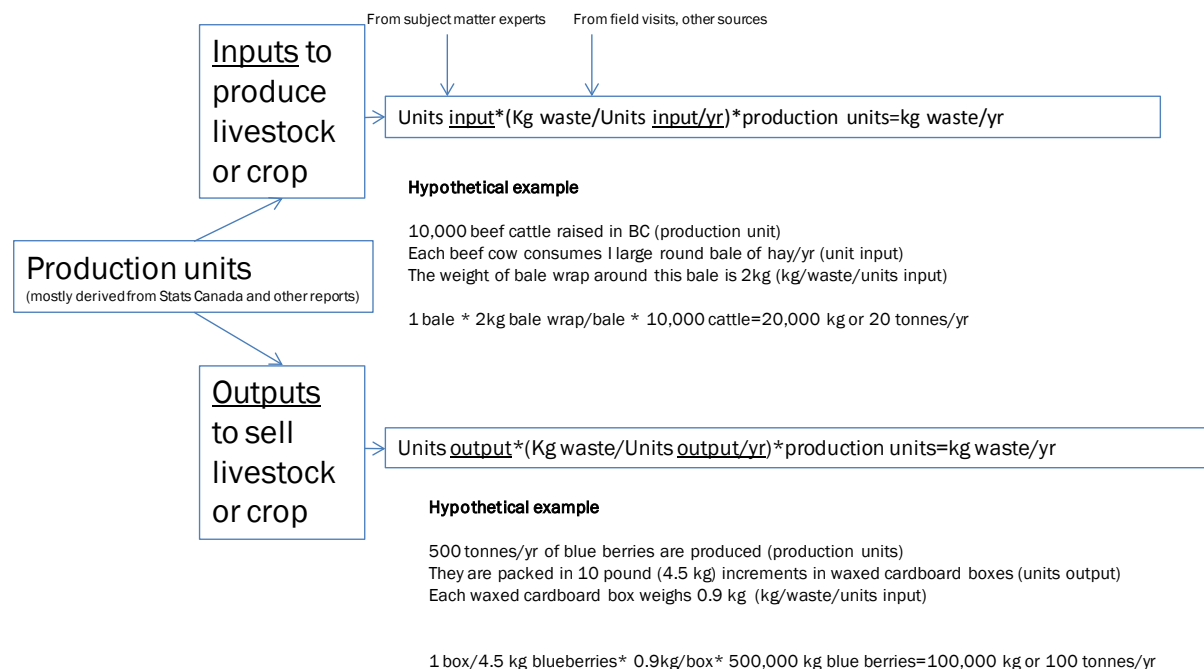 From subject matter experts
From field visits, other sources
Inputs to
produce
livestock
or crop
Units input*(Kg waste/Units input/yr)*production units=kg waste/yr
Hypothetical example
10,000 beef cattle raised in BC (production unit)
Each beef cow consumes I large round bale of hay/yr (unit input)
The weight of bale wrap around this bale is 2kg (kg/waste/units input)
1 bale * 2kg bale wrap/bale * 10,000 cattle=20,000 kg or 20 tonnes/yr
Production units
(mostly derived from Stats Canada and other reports)
Outputs
to sell
livestock
or crop
Units output*(Kg waste/Units output/yr)*production units=kg waste/yr
Hypothetical example
500 tonnes/yr of blue berries are produced (production units)
They are packed in 10 pound (4.5 kg) increments in waxed cardboard boxes (units output)
Each waxed cardboard box weighs 0.9 kg (kg/waste/units input)
1 box/4.5 kg blueberries* 0.9kg/box* 500,000 kg blue berries=100,000 kg or 100 tonnes/yr